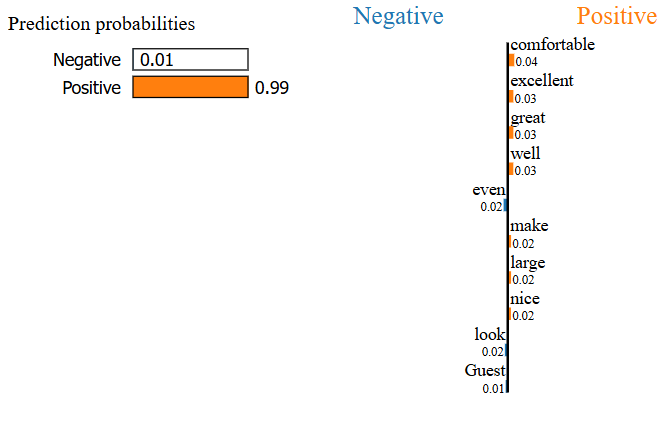 Prediction probabilities
Negative 0.01
Positive 0.99
Negative Positive
comfortable
0.04
excellent
0.03
great
0.03
well
0.03
even
0.02
make
0.02
large
0.02
nice
0.02
look
0.02
Guest
0.01